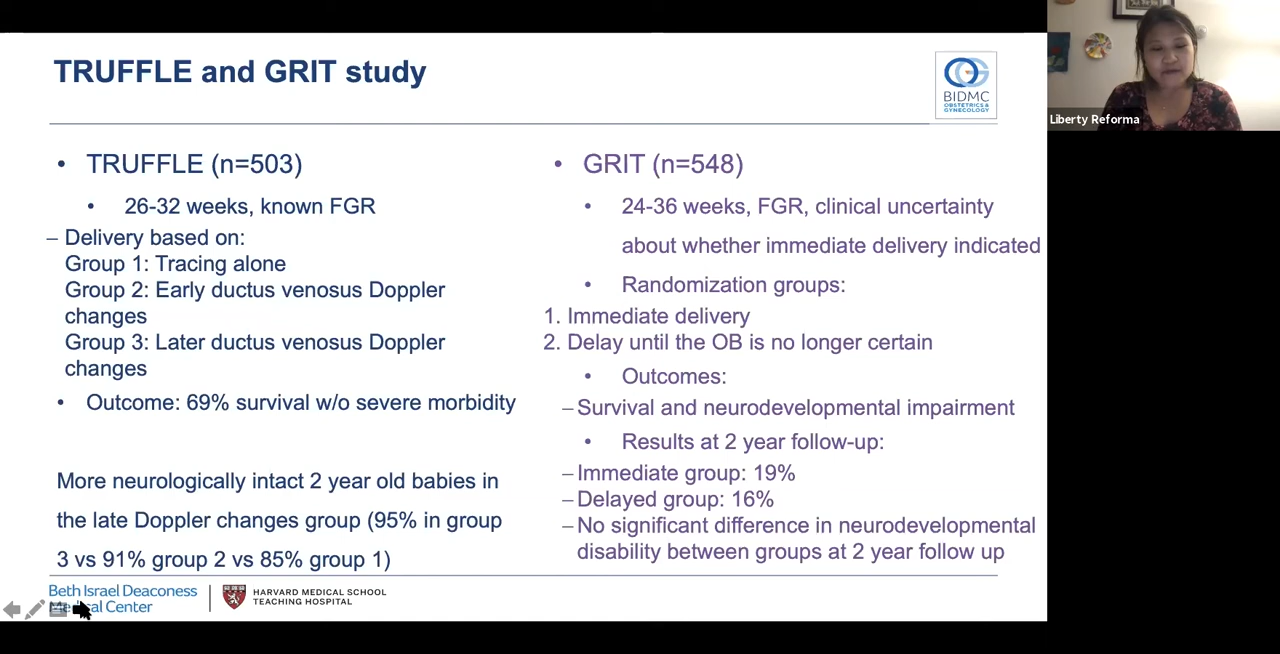 TRUFFLE and GRIT study
BIDMC
OBSTETRICS &
GYNECOLOGY
Liberty Reforma
• TRUFFLE (n=503)
• 26-32 weeks, known FGR
– Delivery based on:
Group 1: Tracing alone
Group 2: Early ductus venosus Doppler
changes
Group 3: Later ductus venosus Doppler
changes
• Outcome: 69% survival w/o severe morbidity
More neurologically intact 2 year old babies in
the late Doppler changes group (95% in group
3 vs 91% group 2 vs 85% group 1)
• GRIT (n=548)
• 24-36 weeks, FGR, clinical uncertainty
about whether immediate delivery indicated
• Randomization groups:
1. Immediate delivery
2. Delay until the OB is no longer certain
• Outcomes:
– Survival and neurodevelopmental impairment
• Results at 2 year follow-up:
– Immediate group: 19%
– Delayed group: 16%
– No significant difference in neurodevelopmental
disability between groups at 2 year follow up
Beth Israel Deaconess
Medical Center
HARVARD MEDICAL SCHOOL
TEACHING HOSPITAL